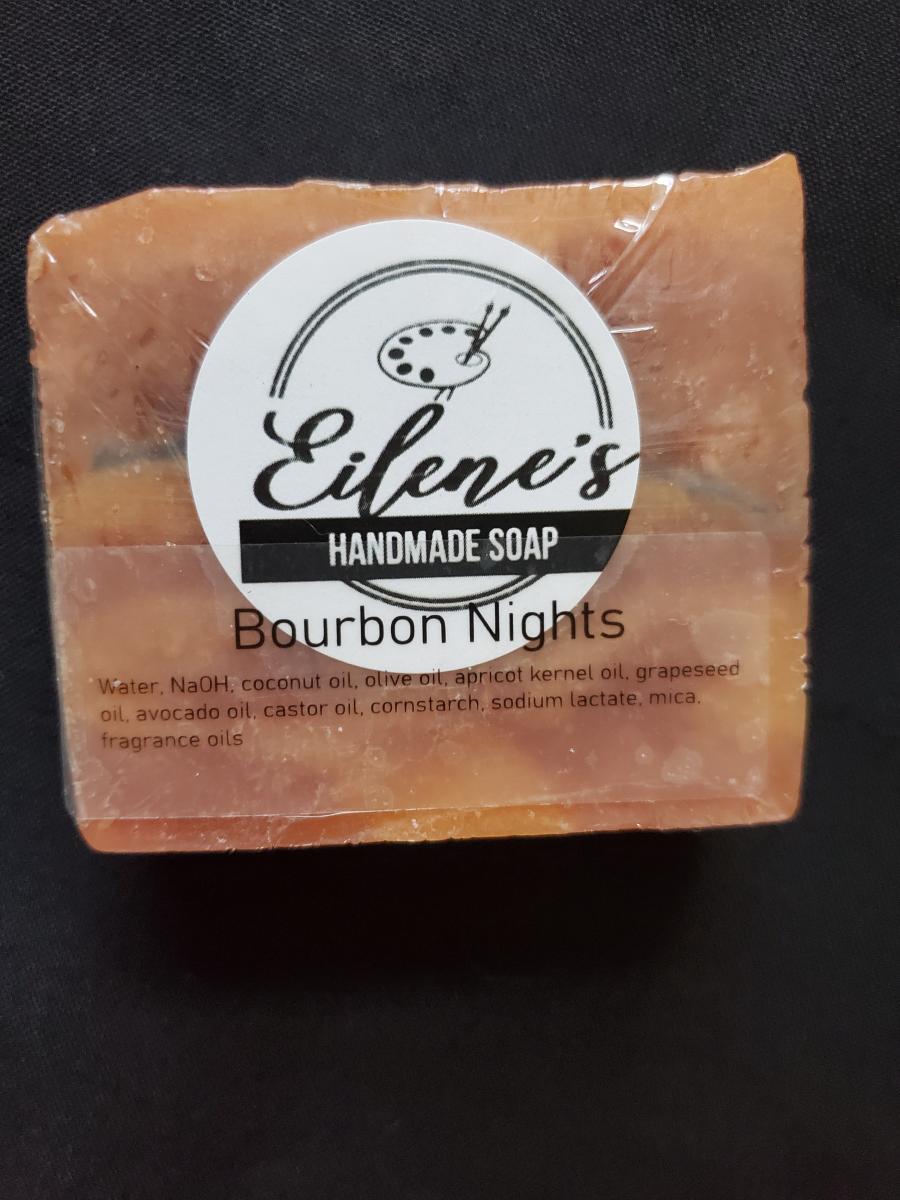 Eilene's
HANDMADE SOAP
Bourbon Nights
Water, NaOH, coconut oil, olive oil, apricot kernel oil, grapeseed
oil, avocado oil, castor oil, cornstarch, sodium lactate, mica,
fragrance oils